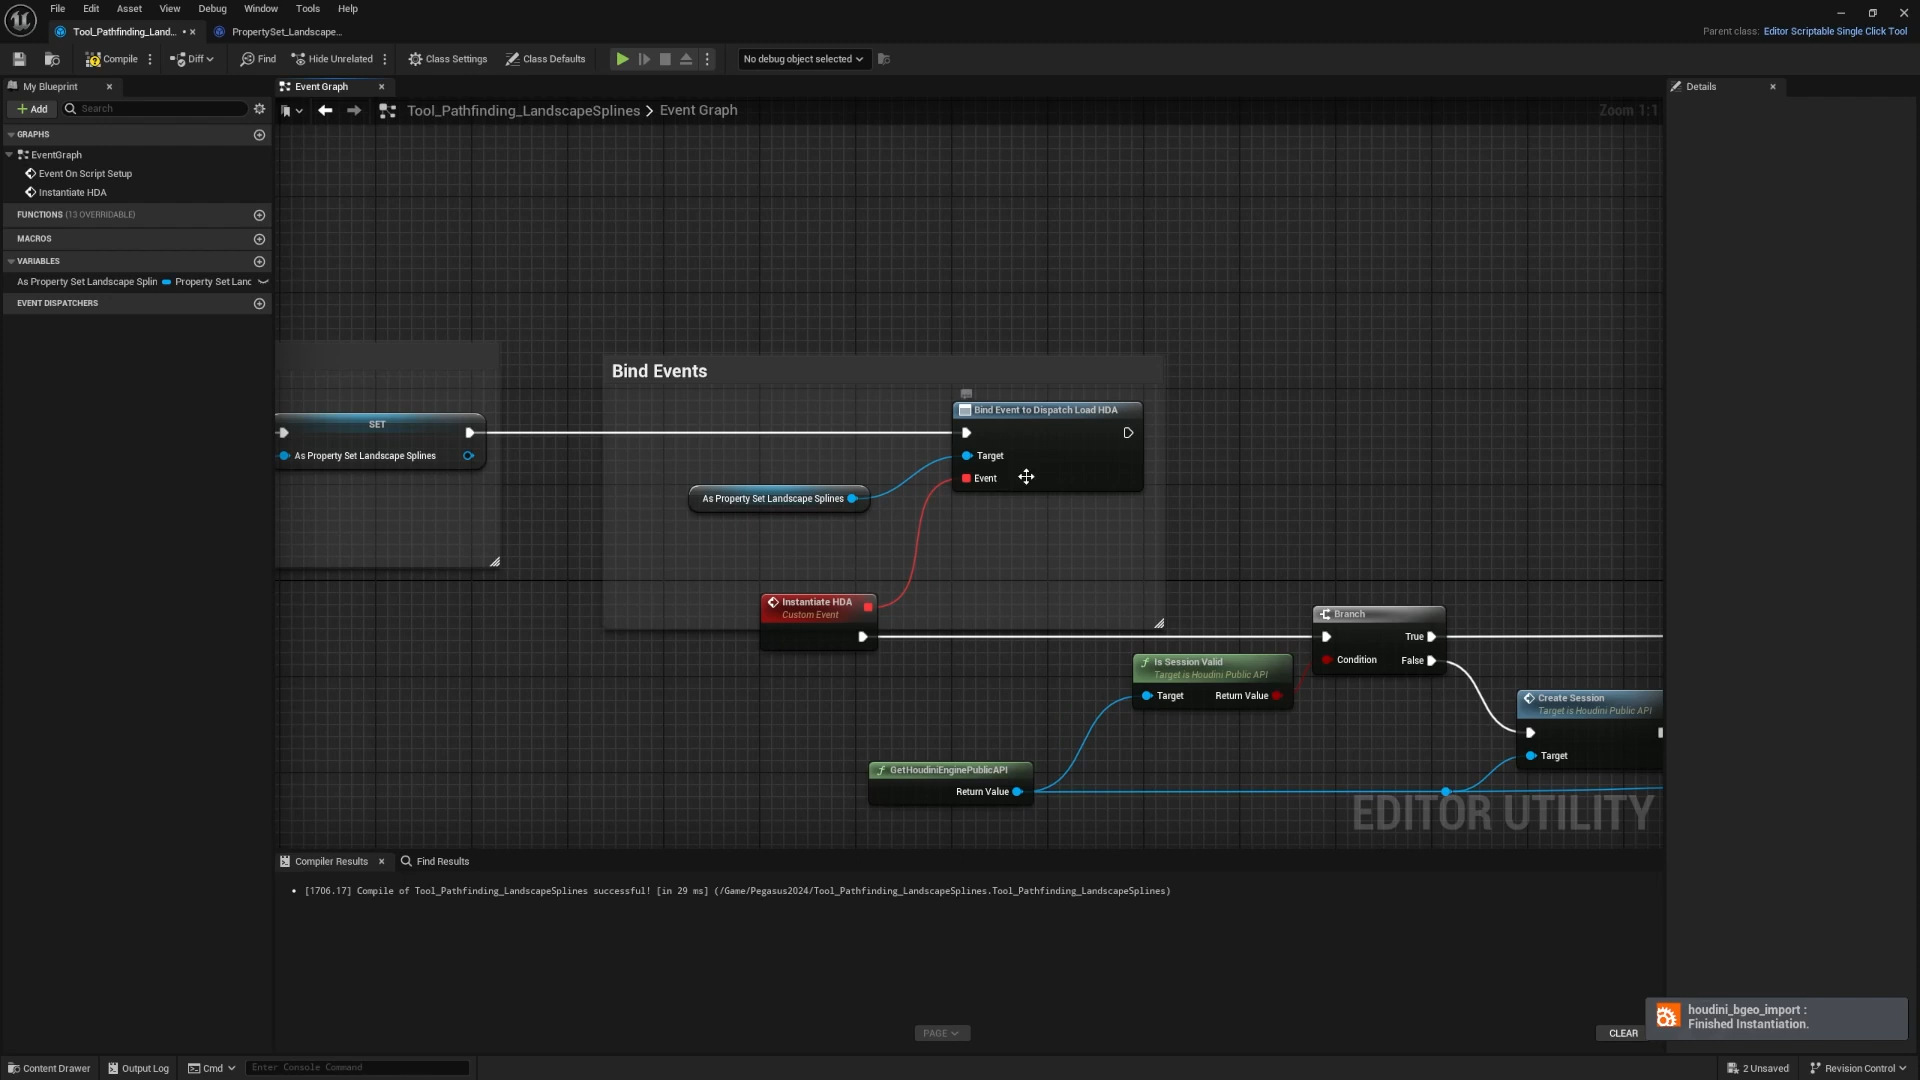 File Edit Asset View Debug Window Tools Help
Tool_Pathfinding_Land... PropertySet_Landscape...
Parent class: Editor Scriptable Single Click Tool
Compile Diff Find Hide Unrelated Class Settings Class Defaults No debug object selected
My Blueprint Event Graph Details
Add Search
Tool_Pathfinding_LandscapeSplines > Event Graph Zoom 1:1
GRAPHS
EventGraph
Event On Script Setup
Instantiate HDA
FUNCTIONS (13 OVERRIDABLE)
MACROS
VARIABLES
As Property Set Landscape Splin Property Set Lanc
EVENT DISPATCHERS
Bind Events
SET
As Property Set Landscape Splines
Bind Event to Dispatch Load HDA
Target
Event
As Property Set Landscape Splines
Instantiate HDA
Custom Event
Branch
True
Condition False
Is Session Valid
Target is Houdini Public API
Target Return Value
Create Session
Target is Houdini Public API
Target
GetHoudiniEnginePublicAPI
Return Value
EDITOR UTILITY
Compiler Results Find Results
• [1706.17] Compile of Tool_Pathfinding_LandscapeSplines successful! [in 29 ms] (/Game/Pegasus2024/Tool_Pathfinding_LandscapeSplines.Tool_Pathfinding_LandscapeSplines)
PAGE
CLEAR
houdini_bgeo_import :
Finished Instantiation.
Content Drawer Output Log Cmd Enter Console Command 2 Unsaved Revision Control